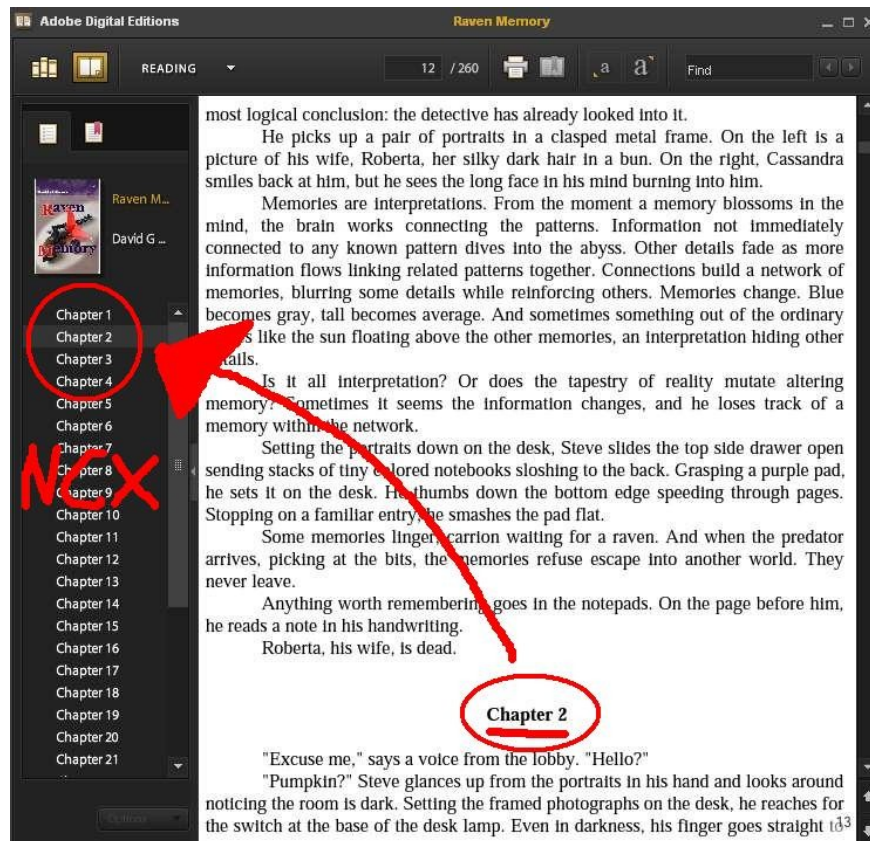 Adobe Digital Editions
Raven Memory
READING
12 / 260
a a
Find
Raven M...
David G ...
Chapter 1
Chapter 2
Chapter 3
Chapter 4
Chapter 5
Chapter 6
Chapter 7
Chapter 8
Chapter 9
Chapter 10
Chapter 11
Chapter 12
Chapter 13
Chapter 14
Chapter 15
Chapter 16
Chapter 17
Chapter 18
Chapter 19
Chapter 20
Chapter 21
NCX
Options
Raven
Memory
most logical conclusion: the detective has already looked into it.
He picks up a pair of portraits in a clasped metal frame. On the left is a
picture of his wife, Roberta, her silky dark hair in a bun. On the right, Cassandra
smiles back at him, but he sees the long face in his mind burning into him.
Memories are interpretations. From the moment a memory blossoms in the
mind, the brain works connecting the patterns. Information not immediately
connected to any known pattern dives into the abyss. Other details fade as more
information flows linking related patterns together. Connections build a network of
memories, blurring some details while reinforcing others. Memories change. Blue
becomes gray, tall becomes average. And sometimes something out of the ordinary
like the sun floating above the other memories, an interpretation hiding other
details.
Is it all interpretation? Or does the tapestry of reality mutate altering
memory? Sometimes it seems the information changes, and he loses track of a
memory within the network.
Setting the portraits down on the desk, Steve slides the top side drawer open
sending stacks of tiny colored notebooks sloshing to the back. Grasping a purple pad,
he sets it on the desk. He thumbs down the bottom edge speeding through pages.
Stopping on a familiar entry, he smashes the pad flat.
Some memories linger, carrion waiting for a raven. And when the predator
arrives, picking at the bits, the memories refuse escape into another world. They
never leave.
Anything worth remembering goes in the notepads. On the page before him,
he reads a note in his handwriting.
Roberta, his wife, is dead.
Chapter 2
"Excuse me," says a voice from the lobby. "Hello?"
"Pumpkin?" Steve glances up from the portraits in his hand and looks around
noticing the room is dark. Setting the framed photographs on the desk, he reaches for
the switch at the base of the desk lamp. Even in darkness, his finger goes straight to
13